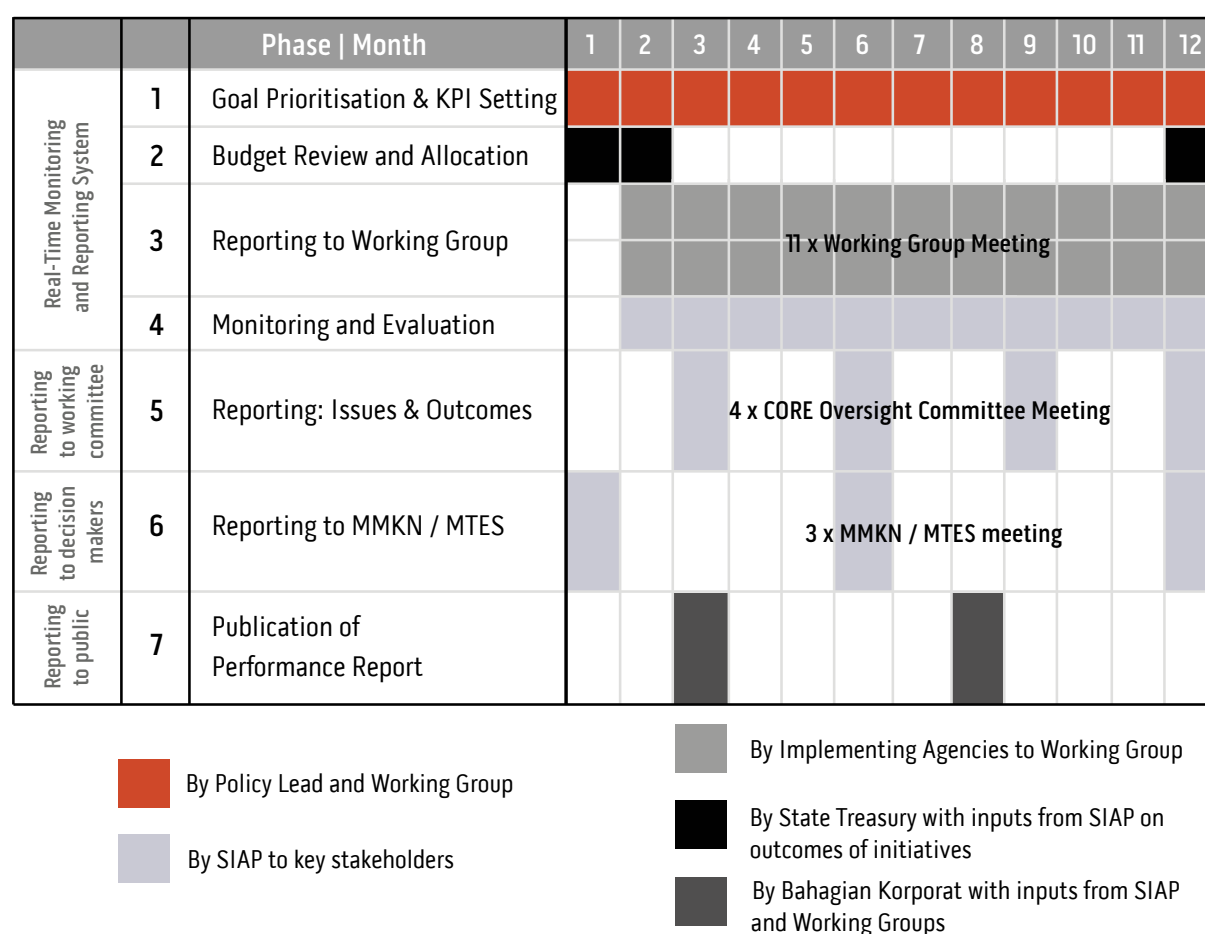 Phase | Month 1 2 3 4 5 6 7 8 9 10 11 12
Real-Time Monitoring
and Reporting System
1 Goal Prioritisation & KPI Setting
2 Budget Review and Allocation
3 Reporting to Working Group 11 x Working Group Meeting
4 Monitoring and Evaluation
Reporting
to working
committee
5 Reporting: Issues & Outcomes 4 x CORE Oversight Committee Meeting
Reporting
to decision
makers
6 Reporting to MMKN / MTES 3 x MMKN / MTES meeting
Reporting
to public
7 Publication of
Performance Report
By Policy Lead and Working Group
By SIAP to key stakeholders
By Implementing Agencies to Working Group
By State Treasury with inputs from SIAP on
outcomes of initiatives
By Bahagian Korporat with inputs from SIAP
and Working Groups